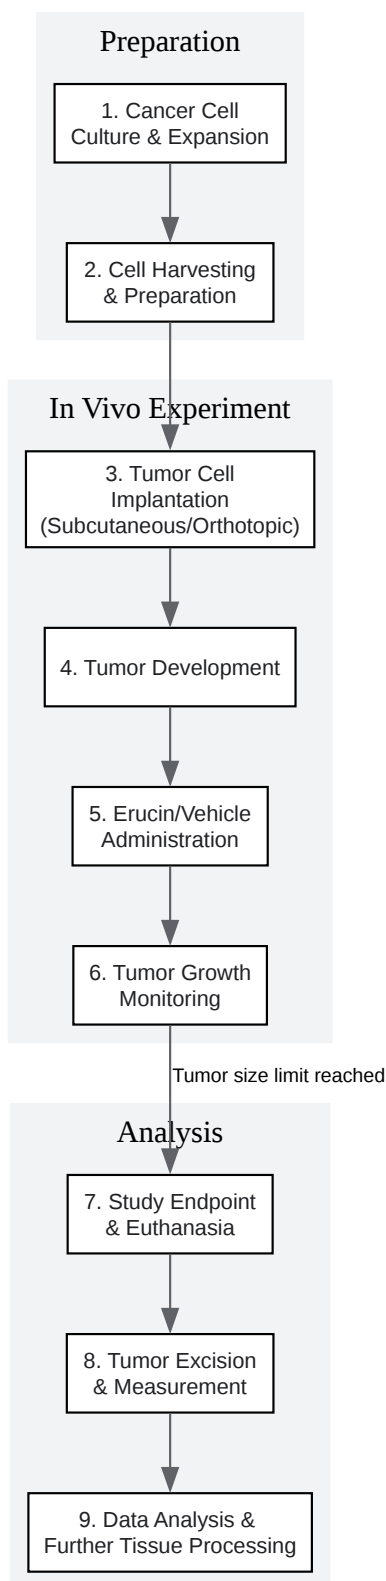 Preparation
1. Cancer Cell
Culture & Expansion
2. Cell Harvesting
& Preparation
In Vivo Experiment
3. Tumor Cell
Implantation
(Subcutaneous/Orthotopic)
4. Tumor Development
5. Erucin/Vehicle
Administration
6. Tumor Growth
Monitoring
Tumor size limit reached
Analysis
7. Study Endpoint
& Euthanasia
8. Tumor Excision
& Measurement
9. Data Analysis &
Further Tissue Processing